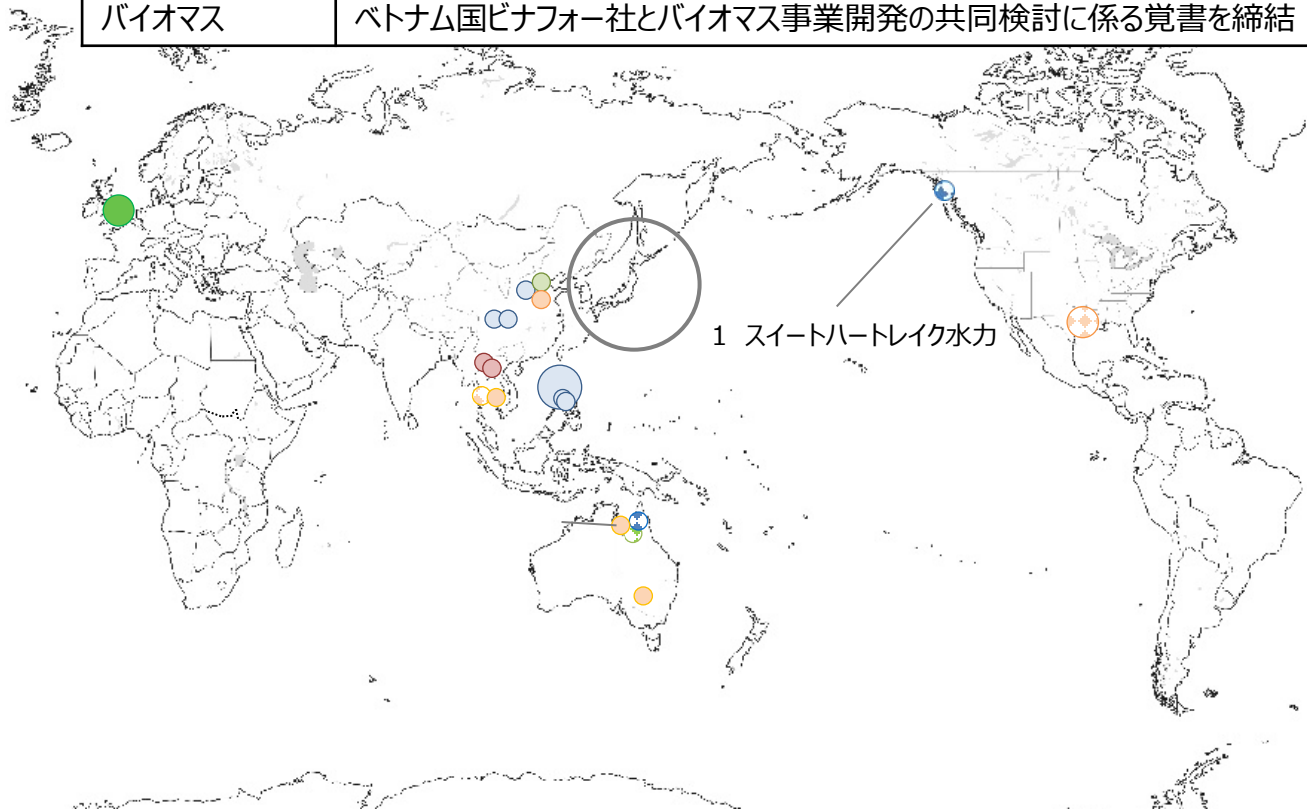 バイオマス
ベトナム国ビナフォー社とバイオマス事業開発の共同検討に係る覚書を締結
1 スイートハートレイク水力